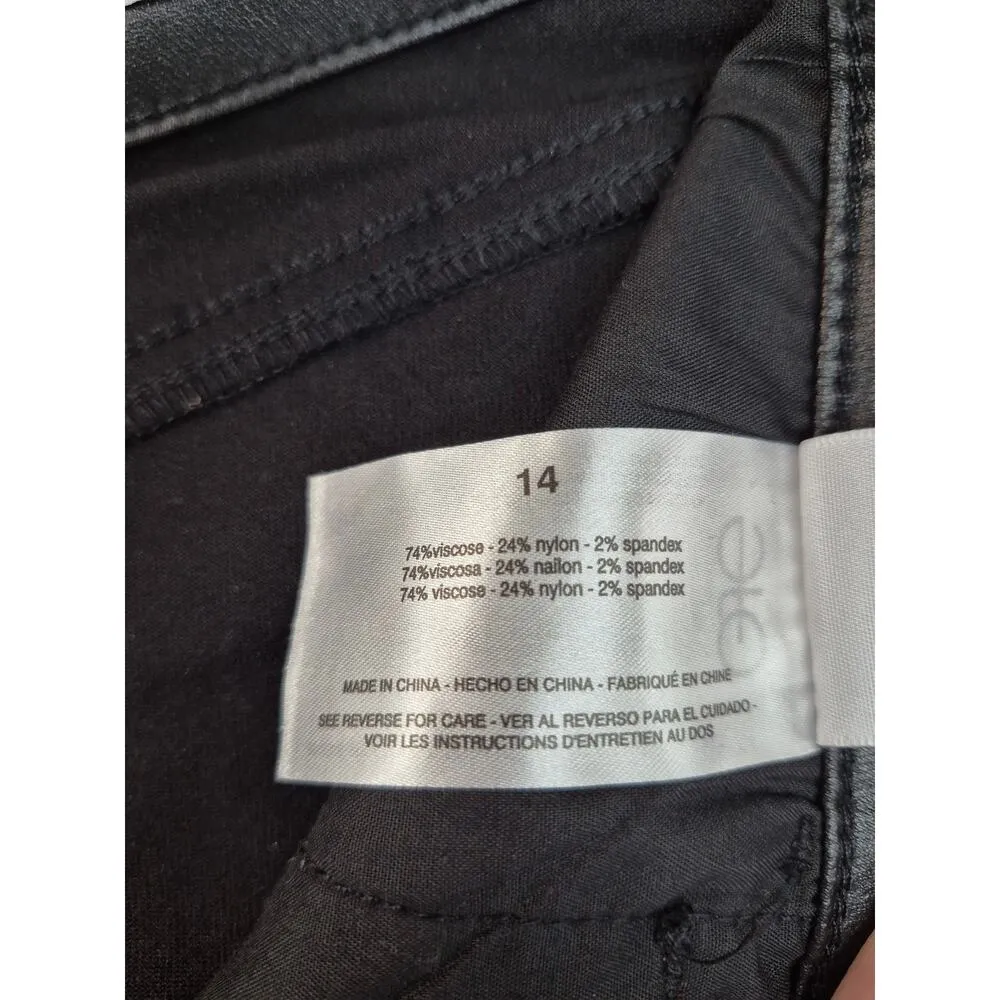 14
74%viscose - 24% nylon - 2% spandex
74%viscosa - 24% nailon - 2% spandex
74% viscose - 24% nylon - 2% spandex
MADE IN CHINA - HECHO EN CHINA - FABRIQUÉ EN CHINE
SEE REVERSE FOR CARE - VER AL REVERSO PARA EL CUIDADO -
VOIR LES INSTRUCTIONS D'ENTRETIEN AU DOS